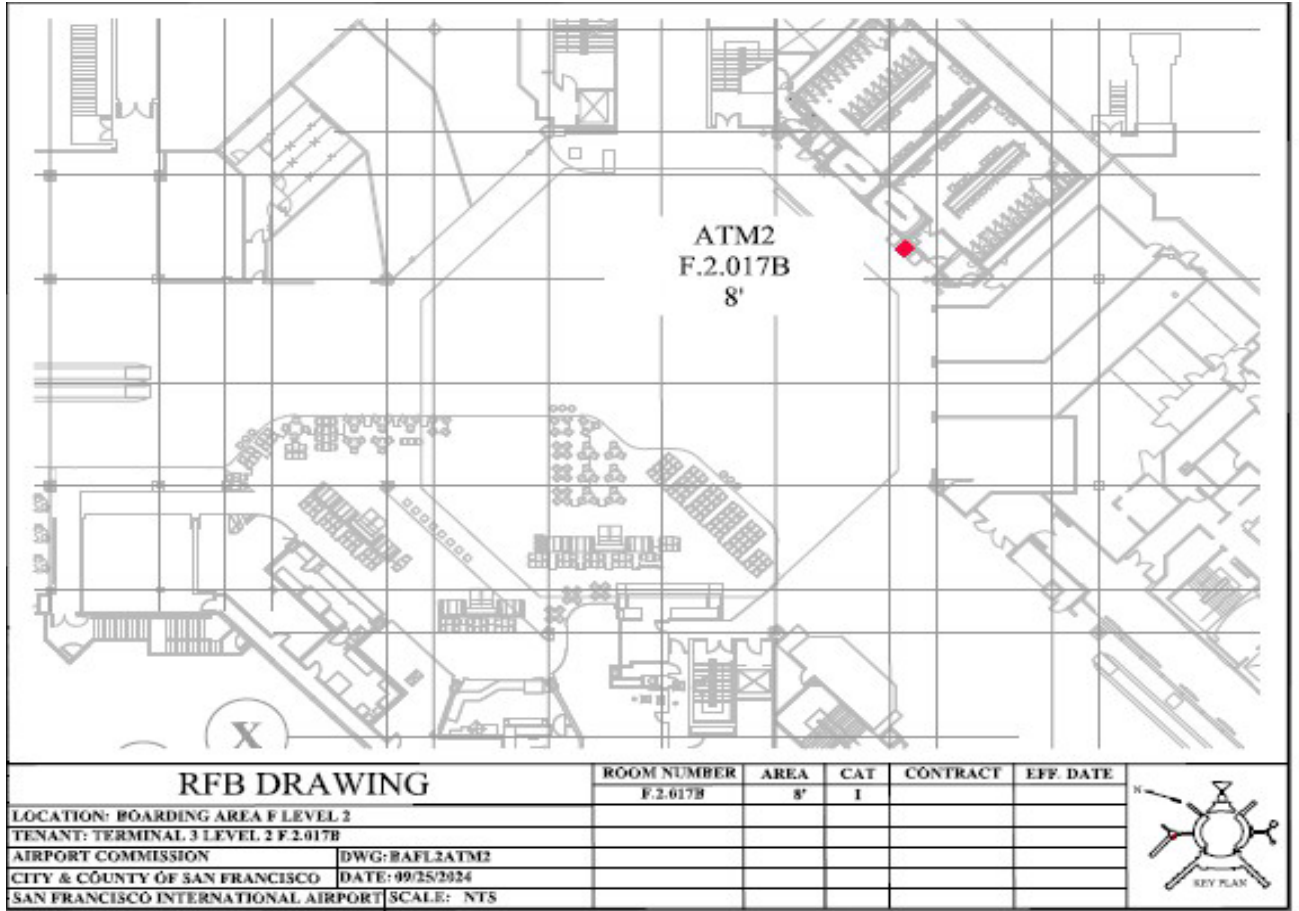 ATM2
F.2.017B
8'
X
RFB DRAWING
LOCATION: BOARDING AREA F LEVEL 2
TENANT: TERMINAL 3 LEVEL 2 F.2.017B
AIRPORT COMMISSION DWG: BAFL2ATM2
CITY & COUNTY OF SAN FRANCISCO DATE: 09/25/2024
SAN FRANCISCO INTERNATIONAL AIRPORT SCALE: NTS
ROOM NUMBER AREA CAT CONTRACT EFF. DATE
F.2.017B 8' 1
N
KEY PLAN